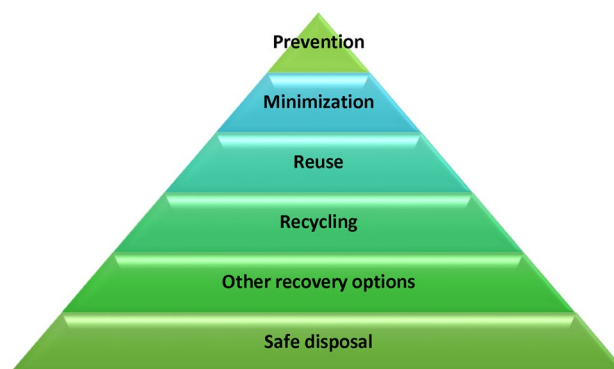 Prevention
Minimization
Reuse
Recycling
Other recovery options
Safe disposal